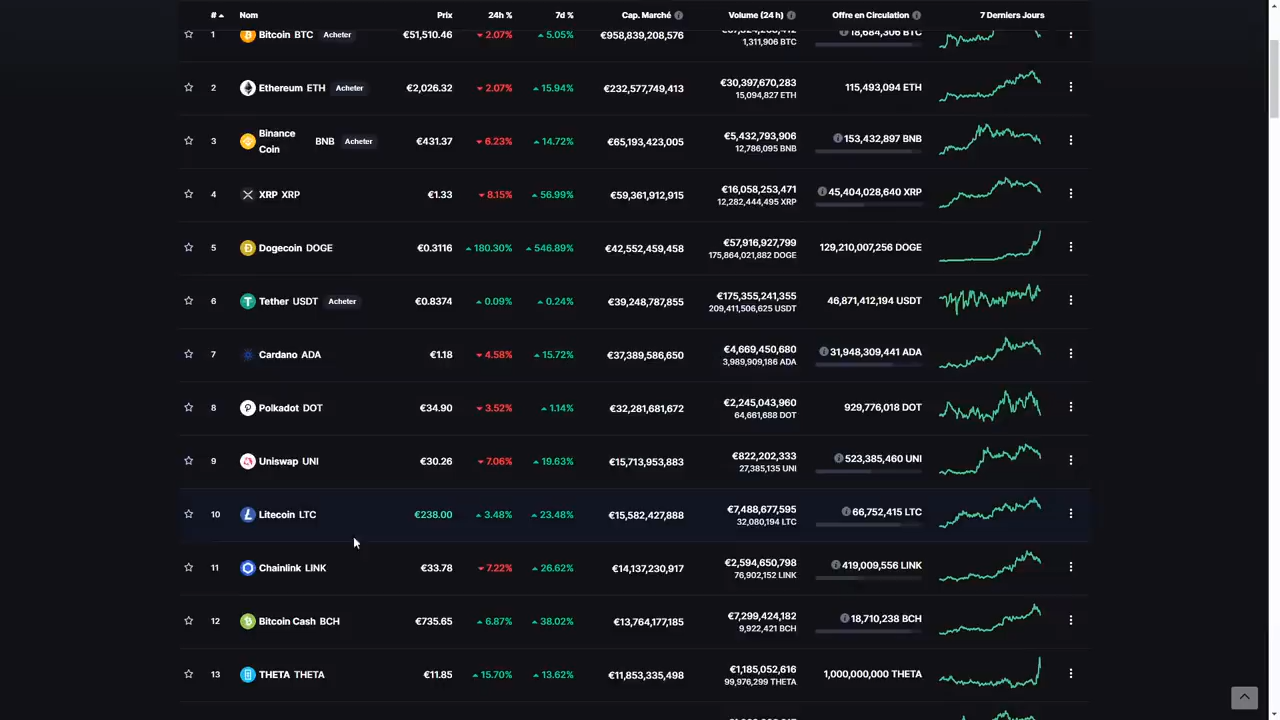 # Nom Prix 24h % 7d % Cap. Marché Volume (24 h) Offre en Circulation 7 Derniers Jours
1 Bitcoin BTC Acheter €51,510.46 2.07% 5.05% €958,839,208,576 18,684,306 BTC
1,311,906 BTC
2 Ethereum ETH Acheter €2,026.32 2.07% 15.94% €232,577,749,413 €30,397,670,283 115,493,094 ETH
15,094,827 ETH
3 Binance Coin BNB Acheter €431.37 6.23% 14.72% €65,193,423,005 €5,432,793,906 153,432,897 BNB
12,786,095 BNB
4 XRP XRP €1.33 8.15% 56.99% €59,361,912,915 €16,058,253,471 45,404,028,640 XRP
12,282,444,495 XRP
5 Dogecoin DOGE €0.3116 180.30% 546.89% €42,552,459,458 €57,916,927,799 129,210,007,256 DOGE
175,864,021,882 DOGE
6 Tether USDT Acheter €0.8374 0.09% 0.24% €39,248,787,855 €175,355,241,355 46,871,412,194 USDT
209,411,506,625 USDT
7 Cardano ADA €1.18 4.58% 15.72% €37,389,586,650 €4,669,450,680 31,948,309,441 ADA
3,989,909,186 ADA
8 Polkadot DOT €34.90 3.52% 1.14% €32,281,681,672 €2,245,043,960 929,776,018 DOT
64,661,688 DOT
9 Uniswap UNI €30.26 7.06% 19.63% €15,713,953,883 €822,202,333 523,385,460 UNI
27,385,135 UNI
10 Litecoin LTC €238.00 3.48% 23.48% €15,582,427,888 €7,488,677,595 66,752,415 LTC
32,080,194 LTC
11 Chainlink LINK €33.78 7.22% 26.62% €14,137,230,917 €2,594,650,798 419,009,556 LINK
76,902,152 LINK
12 Bitcoin Cash BCH €735.65 6.87% 38.02% €13,764,177,185 €7,299,424,182 18,710,238 BCH
9,922,421 BCH
13 THETA THETA €11.85 15.70% 13.62% €11,853,335,498 €1,185,052,616 1,000,000,000 THETA
99,976,299 THETA